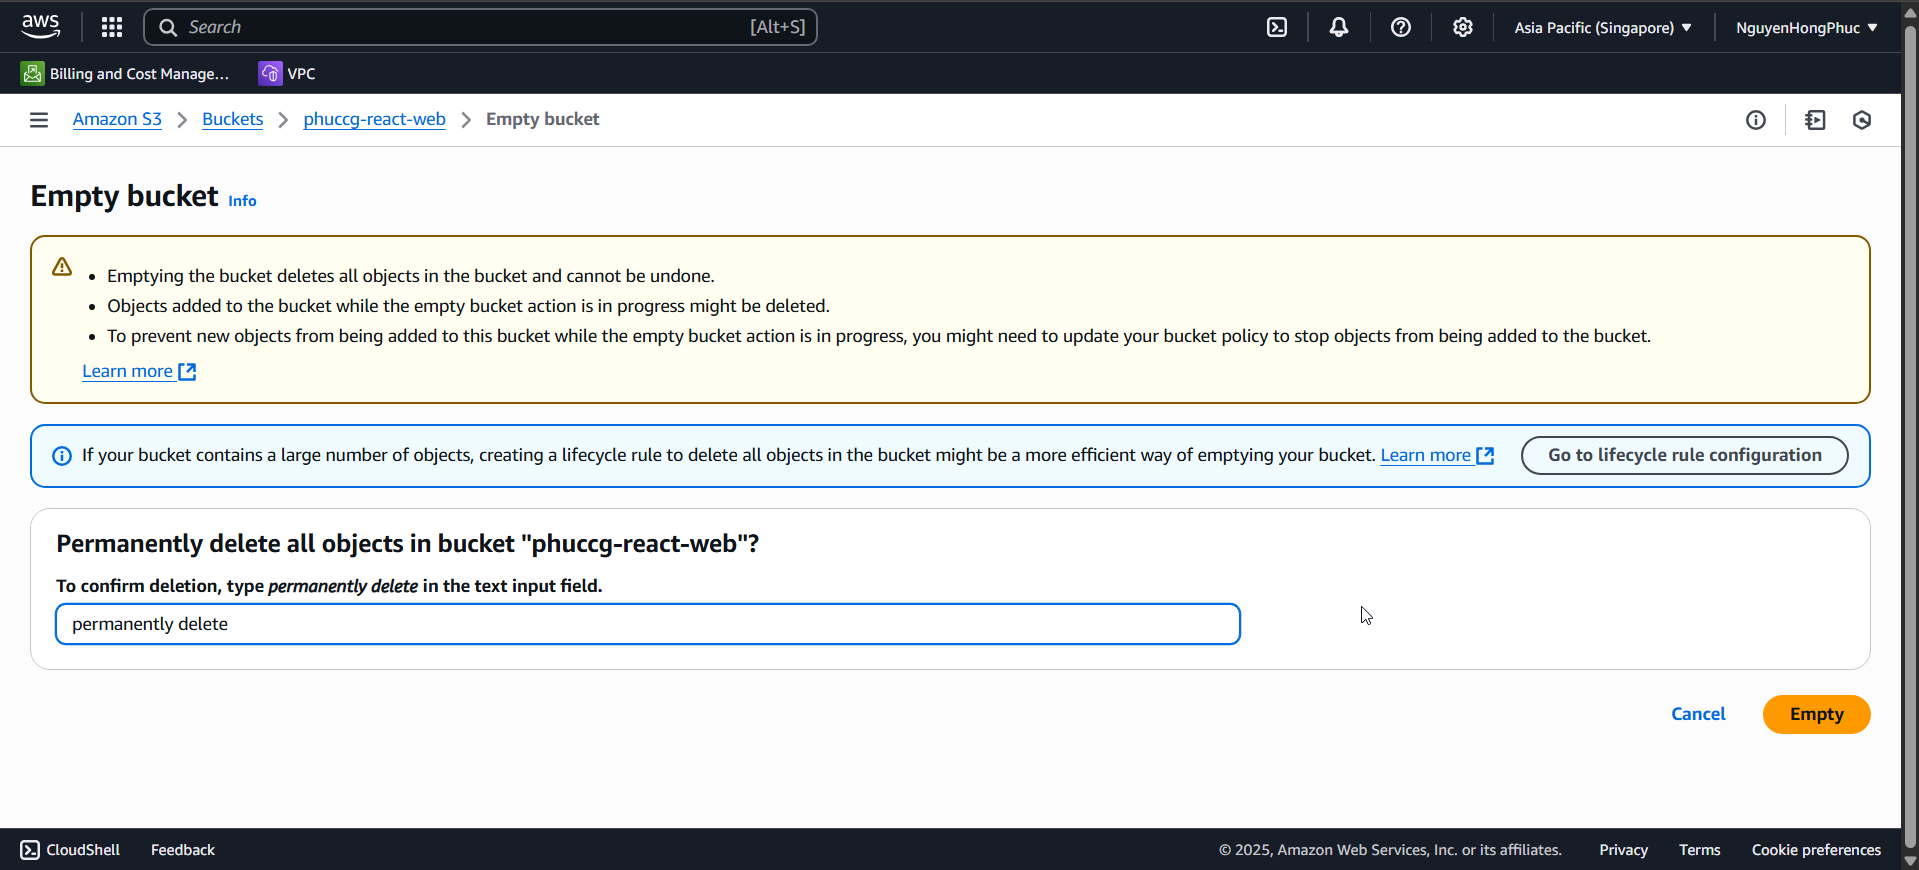 aws
Search
[Alt+S]
Asia Pacific (Singapore)
NguyenHongPhuc
Billing and Cost Manage...
VPC
Amazon S3
Buckets
phuccg-react-web
Empty bucket
Empty bucket
Info
Emptying the bucket deletes all objects in the bucket and cannot be undone.
Objects added to the bucket while the empty bucket action is in progress might be deleted.
To prevent new objects from being added to this bucket while the empty bucket action is in progress, you might need to update your bucket policy to stop objects from being added to the bucket.
Learn more
If your bucket contains a large number of objects, creating a lifecycle rule to delete all objects in the bucket might be a more efficient way of emptying your bucket. Learn more
Go to lifecycle rule configuration
Permanently delete all objects in bucket "phuccg-react-web"?
To confirm deletion, type permanently delete in the text input field.
permanently delete
Cancel
Empty
CloudShell
Feedback
© 2025, Amazon Web Services, Inc. or its affiliates.
Privacy
Terms
Cookie preferences